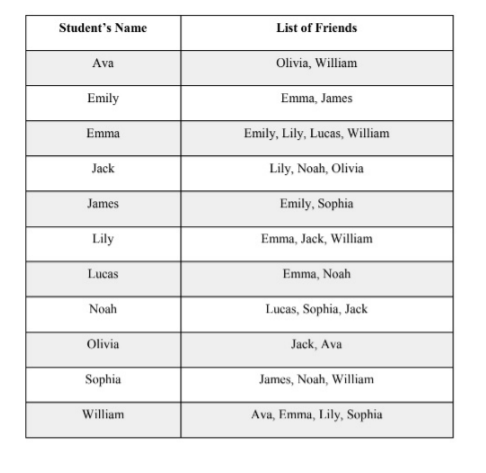 Student's Name List of Friends
Ava Olivia, William
Emily Emma, James
Emma Emily, Lily, Lucas, William
Jack Lily, Noah, Olivia
James Emily, Sophia
Lily Emma, Jack, William
Lucas Emma, Noah
Noah Lucas, Sophia, Jack
Olivia Jack, Ava
Sophia James, Noah, William
William Ava, Emma, Lily, Sophia